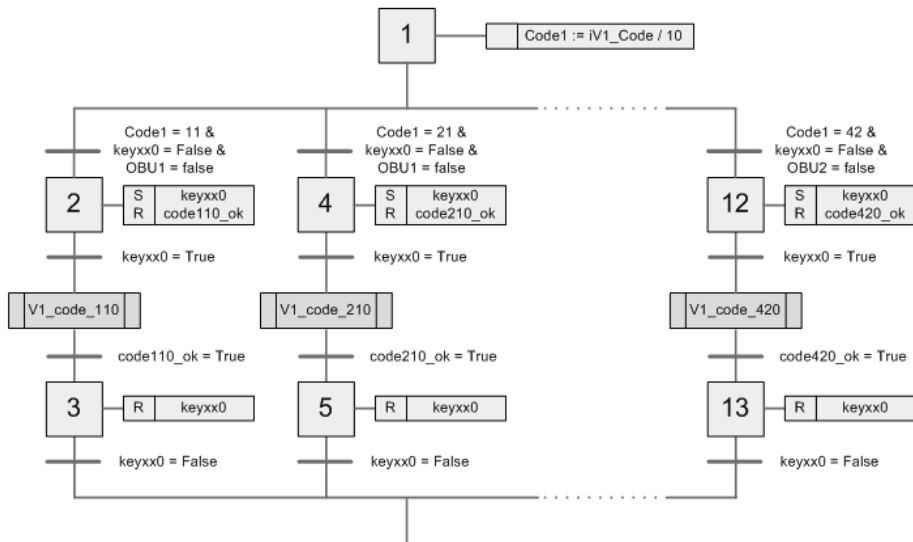 1
Code1 := iV1_Code / 10
Code1 = 11 &
keyxx0 = False &
OBU1 = false
Code1 = 21 &
keyxx0 = False &
OBU1 = false
Code1 = 42 &
keyxx0 = False &
OBU2 = false
2
S keyxx0
R code110_ok
4
S keyxx0
R code210_ok
12
S keyxx0
R code420_ok
keyxx0 = True
keyxx0 = True
keyxx0 = True
V1_code_110
V1_code_210
V1_code_420
code110_ok = True
code210_ok = True
code420_ok = True
3
R keyxx0
5
R keyxx0
13
R keyxx0
keyxx0 = False
keyxx0 = False
keyxx0 = False